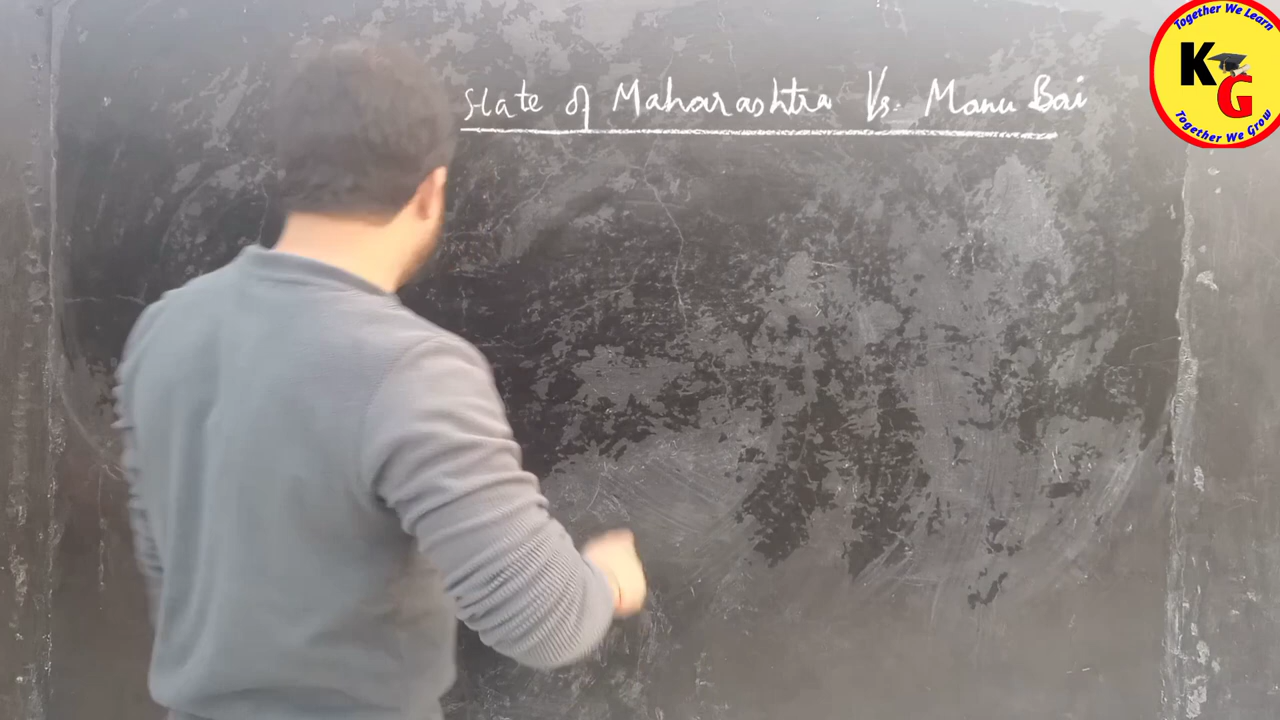 State of Maharashtra Vs. Manu Bai
Together We Learn
K
G
Together We Grow